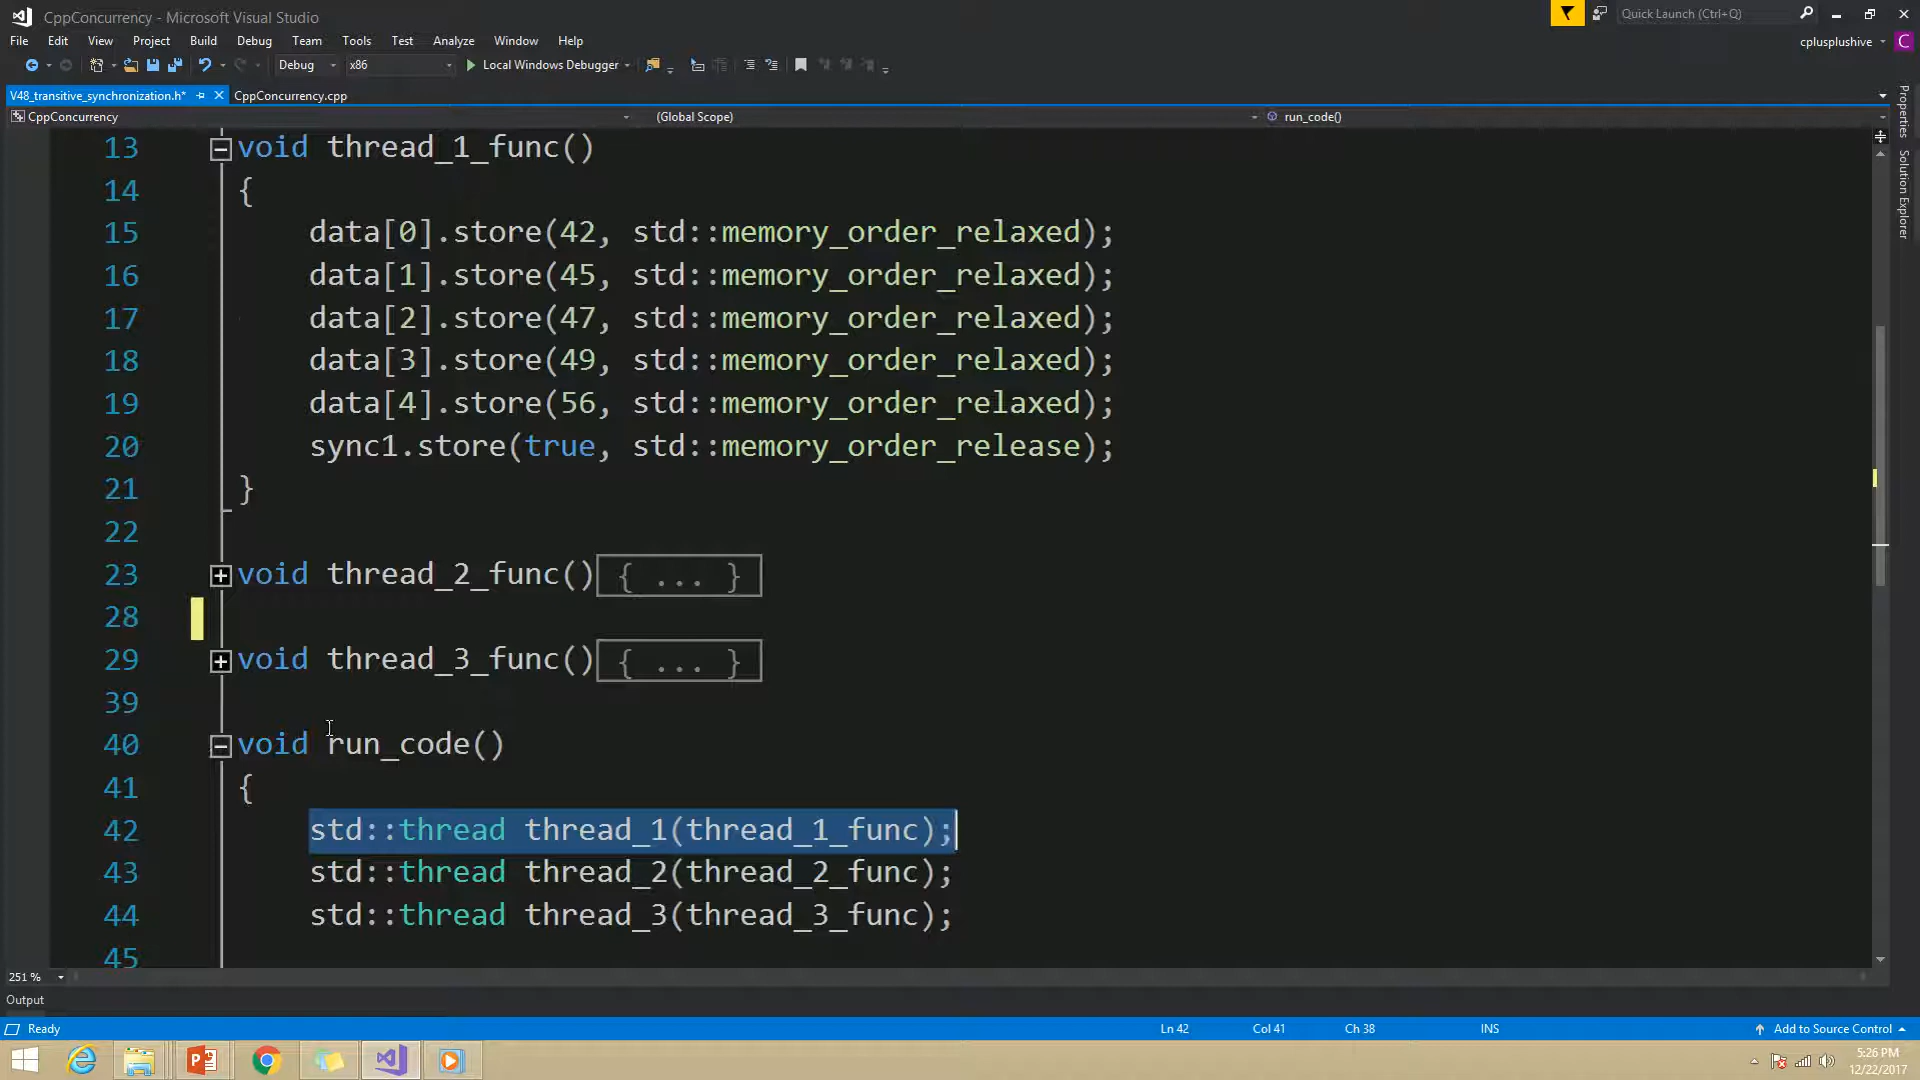 CppConcurrency - Microsoft Visual Studio
Quick Launch (Ctrl+Q)
File Edit View Project Build Debug Team Tools Test Analyze Window Help
cplusplushive C
Debug x86 Local Windows Debugger
V48_transitive_synchronization.h* CppConcurrency.cpp
CppConcurrency (Global Scope) run_code()
Properties
Solution Explorer
13 void thread_1_func()
14 {
15 data[0].store(42, std::memory_order_relaxed);
16 data[1].store(45, std::memory_order_relaxed);
17 data[2].store(47, std::memory_order_relaxed);
18 data[3].store(49, std::memory_order_relaxed);
19 data[4].store(56, std::memory_order_relaxed);
20 sync1.store(true, std::memory_order_release);
21 }
22
23 void thread_2_func(){ ... }
28
29 void thread_3_func(){ ... }
39
40 void run_code()
41 {
42 std::thread thread_1(thread_1_func);
43 std::thread thread_2(thread_2_func);
44 std::thread thread_3(thread_3_func);
45
251 %
Output
Ready Ln 42 Col 41 Ch 38 INS Add to Source Control
5:26 PM
12/22/2017